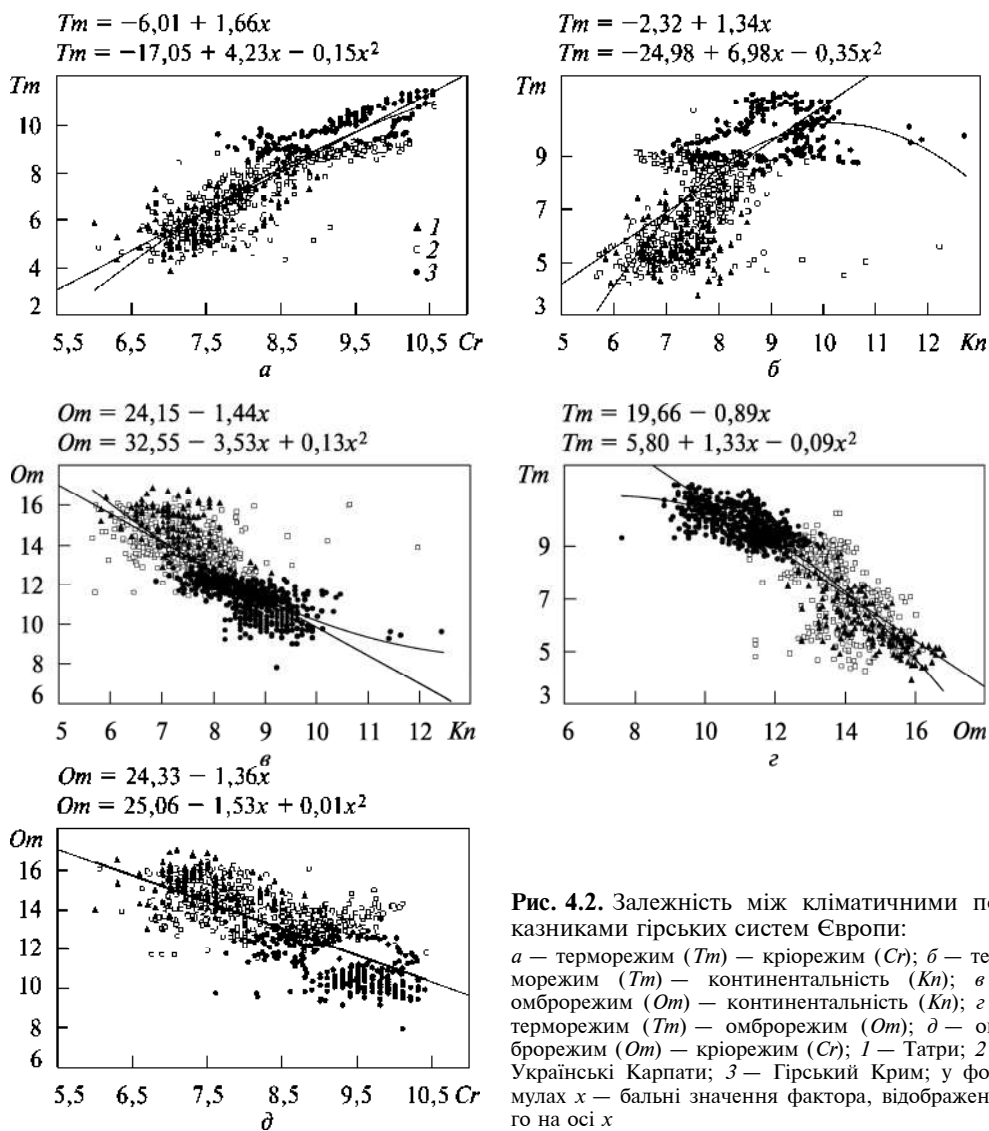 Tm = −6,01 + 1,66x
Tm = −17,05 + 4,23x − 0,15x²
Tm
10
8
6
4
2
1
2
3
5,5 6,5 7,5 8,5 9,5 10,5 Cr
а
Tm = −2,32 + 1,34x
Tm = −24,98 + 6,98x − 0,35x²
Tm
9
7
5
3
5 6 7 8 9 10 11 12 Kn
б
Om = 24,15 − 1,44x
Om = 32,55 − 3,53x + 0,13x²
Om
16
14
12
10
8
6
5 6 7 8 9 10 11 12 Kn
в
Tm = 19,66 − 0,89x
Tm = 5,80 + 1,33x − 0,09x²
Tm
9
7
5
3
6 8 10 12 14 16 Om
г
Om = 24,33 − 1,36x
Om = 25,06 − 1,53x + 0,01x²
Om
16
14
12
10
8
6
5,5 6,5 7,5 8,5 9,5 10,5 Cr
д
Рис. 4.2. Залежність між кліматичними по
казниками гірських систем Європи:
а — терморежим (Tm) — кріорежим (Cr); б — те
морежим (Tm) — континентальність (Kn); в
омброрежим (Om) — континентальність (Kn); г
терморежим (Tm) — омброрежим (Om); д — о
брорежим (Om) — кріорежим (Cr); 1 — Татри; 2
Українські Карпати; 3 — Гірський Крим; у фо
мулах x — бальні значення фактора, відображен
го на осі x